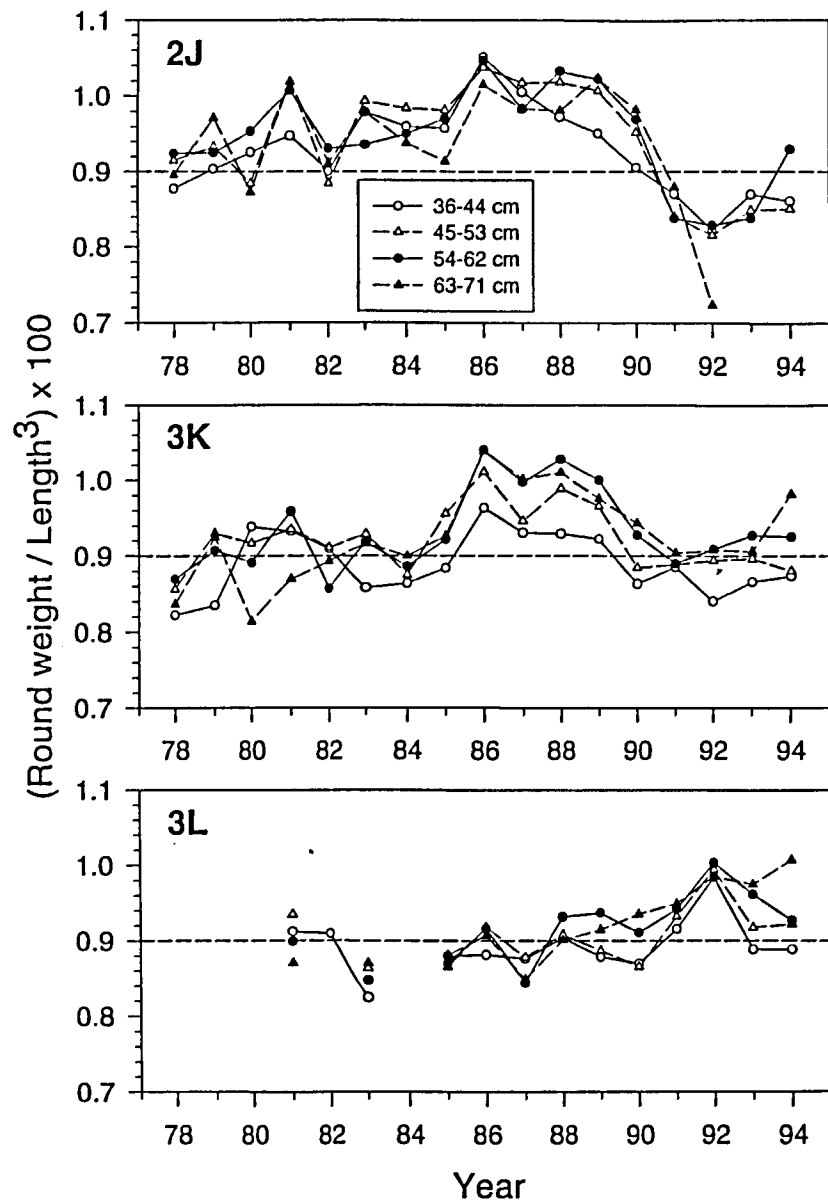 (Round weight / Length³) x 100
2J
1.1
1.0
0.9
0.8
0.7
36-44 cm
45-53 cm
54-62 cm
63-71 cm
78 80 82 84 86 88 90 92 94
3K
1.1
1.0
0.9
0.8
0.7
78 80 82 84 86 88 90 92 94
3L
1.1
1.0
0.9
0.8
0.7
78 80 82 84 86 88 90 92 94
Year